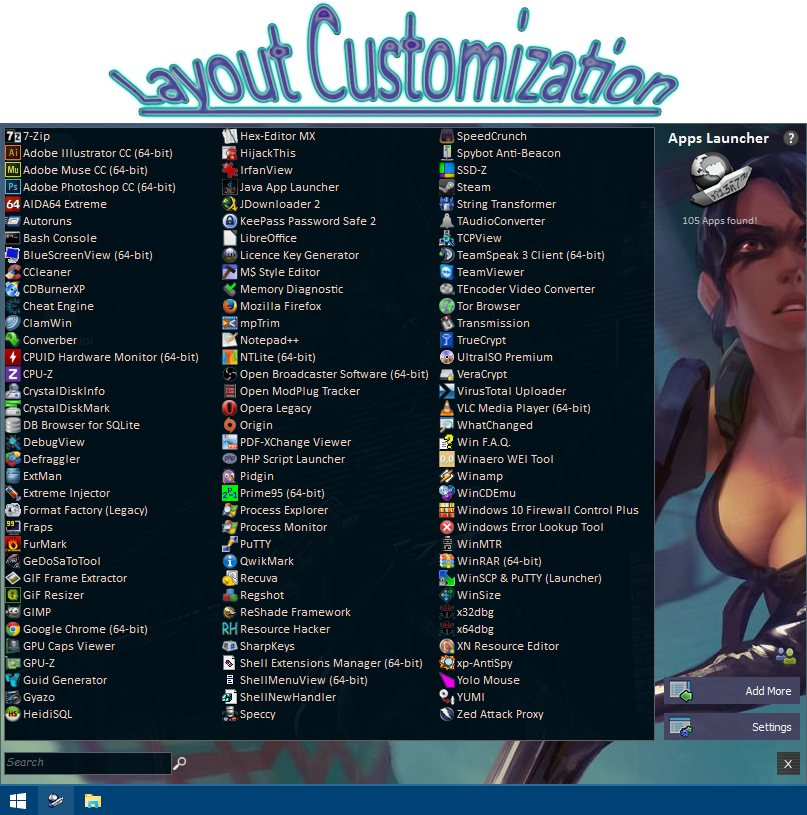 Layout Customization
7-Zip
Adobe Illustrator CC (64-bit)
Adobe Muse CC (64-bit)
Adobe Photoshop CC (64-bit)
AIDA64 Extreme
Autoruns
Bash Console
BlueScreenView (64-bit)
CCleaner
CDBurnerXP
Cheat Engine
ClamWin
Converber
CPUID Hardware Monitor (64-bit)
CPU-Z
CrystalDiskInfo
CrystalDiskMark
DB Browser for SQLite
DebugView
Defraggler
ExtMan
Extreme Injector
Format Factory (Legacy)
Fraps
FurMark
GeDoSaToTool
GIF Frame Extractor
GiF Resizer
GIMP
Google Chrome (64-bit)
GPU Caps Viewer
GPU-Z
Guid Generator
Gyazo
HeidiSQL
Hex-Editor MX
HijackThis
IrfanView
Java App Launcher
JDownloader 2
KeePass Password Safe 2
LibreOffice
Licence Key Generator
M$ Style Editor
Memory Diagnostic
Mozilla Firefox
mpTrim
Notepad++
NTLite (64-bit)
Open Broadcaster Software (64-bit)
Open ModPlug Tracker
Opera Legacy
Origin
PDF-XChange Viewer
PHP Script Launcher
Pidgin
Prime95 (64-bit)
Process Explorer
Process Monitor
PuTTY
QwikMark
Recuva
Regshot
ReShade Framework
Resource Hacker
SharpKeys
Shell Extensions Manager (64-bit)
ShellMenuView (64-bit)
ShellNewHandler
Speccy
SpeedCrunch
Spybot Anti-Beacon
SSD-Z
Steam
String Transformer
TAudioConverter
TCPView
TeamSpeak 3 Client (64-bit)
TeamViewer
TEncoder Video Converter
Tor Browser
Transmission
TrueCrypt
UltraISO Premium
VeraCrypt
VirusTotal Uploader
VLC Media Player (64-bit)
WhatChanged
Win F.A.Q.
Winaero WEI Tool
Winamp
WinCDEmu
Windows 10 Firewall Control Plus
Windows Error Lookup Tool
WinMTR
WinRAR (64-bit)
WinSCP & PuTTY (Launcher)
WinSize
x32dbg
x64dbg
XN Resource Editor
xp-AntiSpy
Yolo Mouse
YUMI
Zed Attack Proxy
Apps Launcher
?
105 Apps found!
Add More
Settings
Search
X